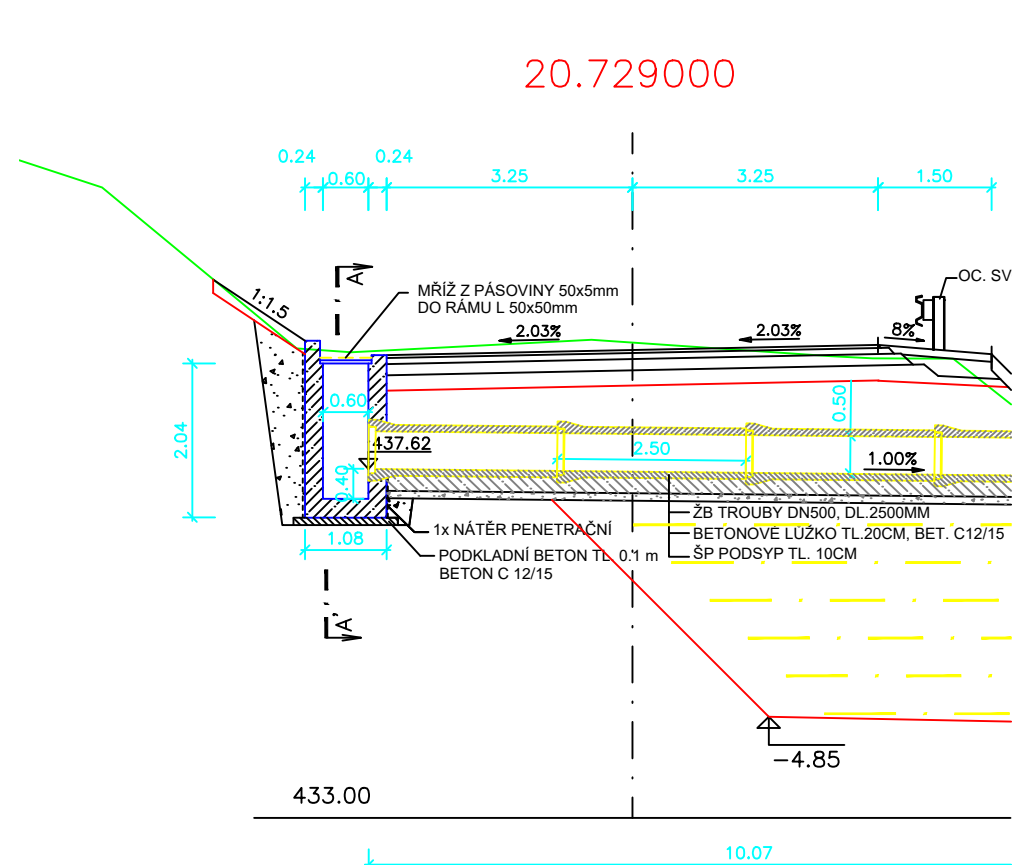 20.729000
0.24
0.24
0.60
3.25
3.25
1.50
A
MŘÍŽ Z PÁSOVINY 50x5mm
DO RÁMU L 50x50mm
OC. SV
1:1.5
2.03%
2.03%
8%
0.60
0.50
2.04
437.62
2.50
0.40
1.00%
ŽB TROUBY DN500, DL.2500MM
1x NÁTĚR PENETRAČNÍ
BETONOVÉ LŮŽKO TL.20CM, BET. C12/15
1.08
PODKLADNÍ BETON TL. 0.1 m
ŠP PODSYP TL. 10CM
BETON C 12/15
A'
-4.85
433.00
10.07